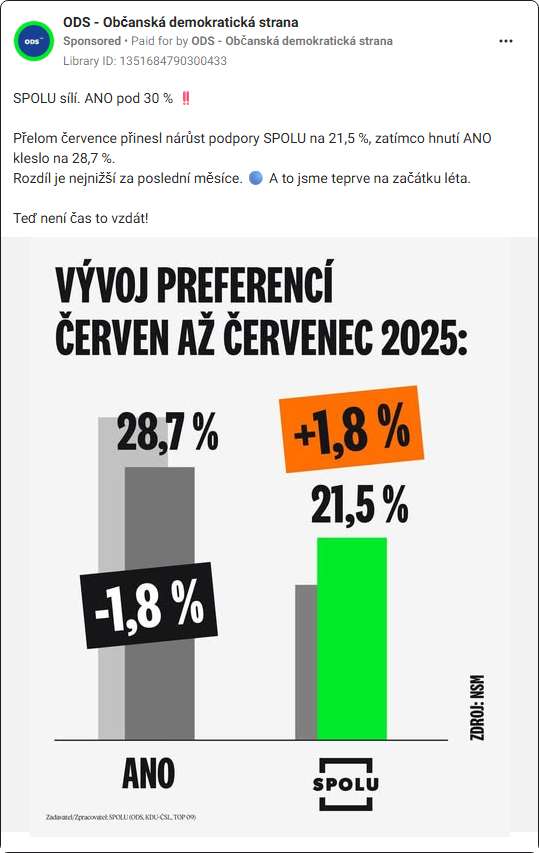 ODS - Občanská demokratická strana
Sponsored • Paid for by ODS - Občanská demokratická strana
Library ID: 1351684790300433
SPOLU sílí. ANO pod 30 % ‼️
Přelom července přinesl nárůst podpory SPOLU na 21,5 %, zatímco hnutí ANO
kleslo na 28,7 %.
Rozdíl je nejnižší za poslední měsíce. 🔵 A to jsme teprve na začátku léta.
Teď není čas to vzdát!
VÝVOJ PREFERENCÍ
ČERVEN AŽ ČERVENEC 2025:
28,7 %
+1,8 %
21,5 %
-1,8 %
ZDROJ: NSM
ANO
SPOLU
Zadavatel/Zpracovatel: SPOLU (ODS, KDU-ČSL, TOP 09)
ODS